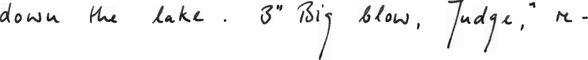 down the lake. 3" Big blow, Judge," re-